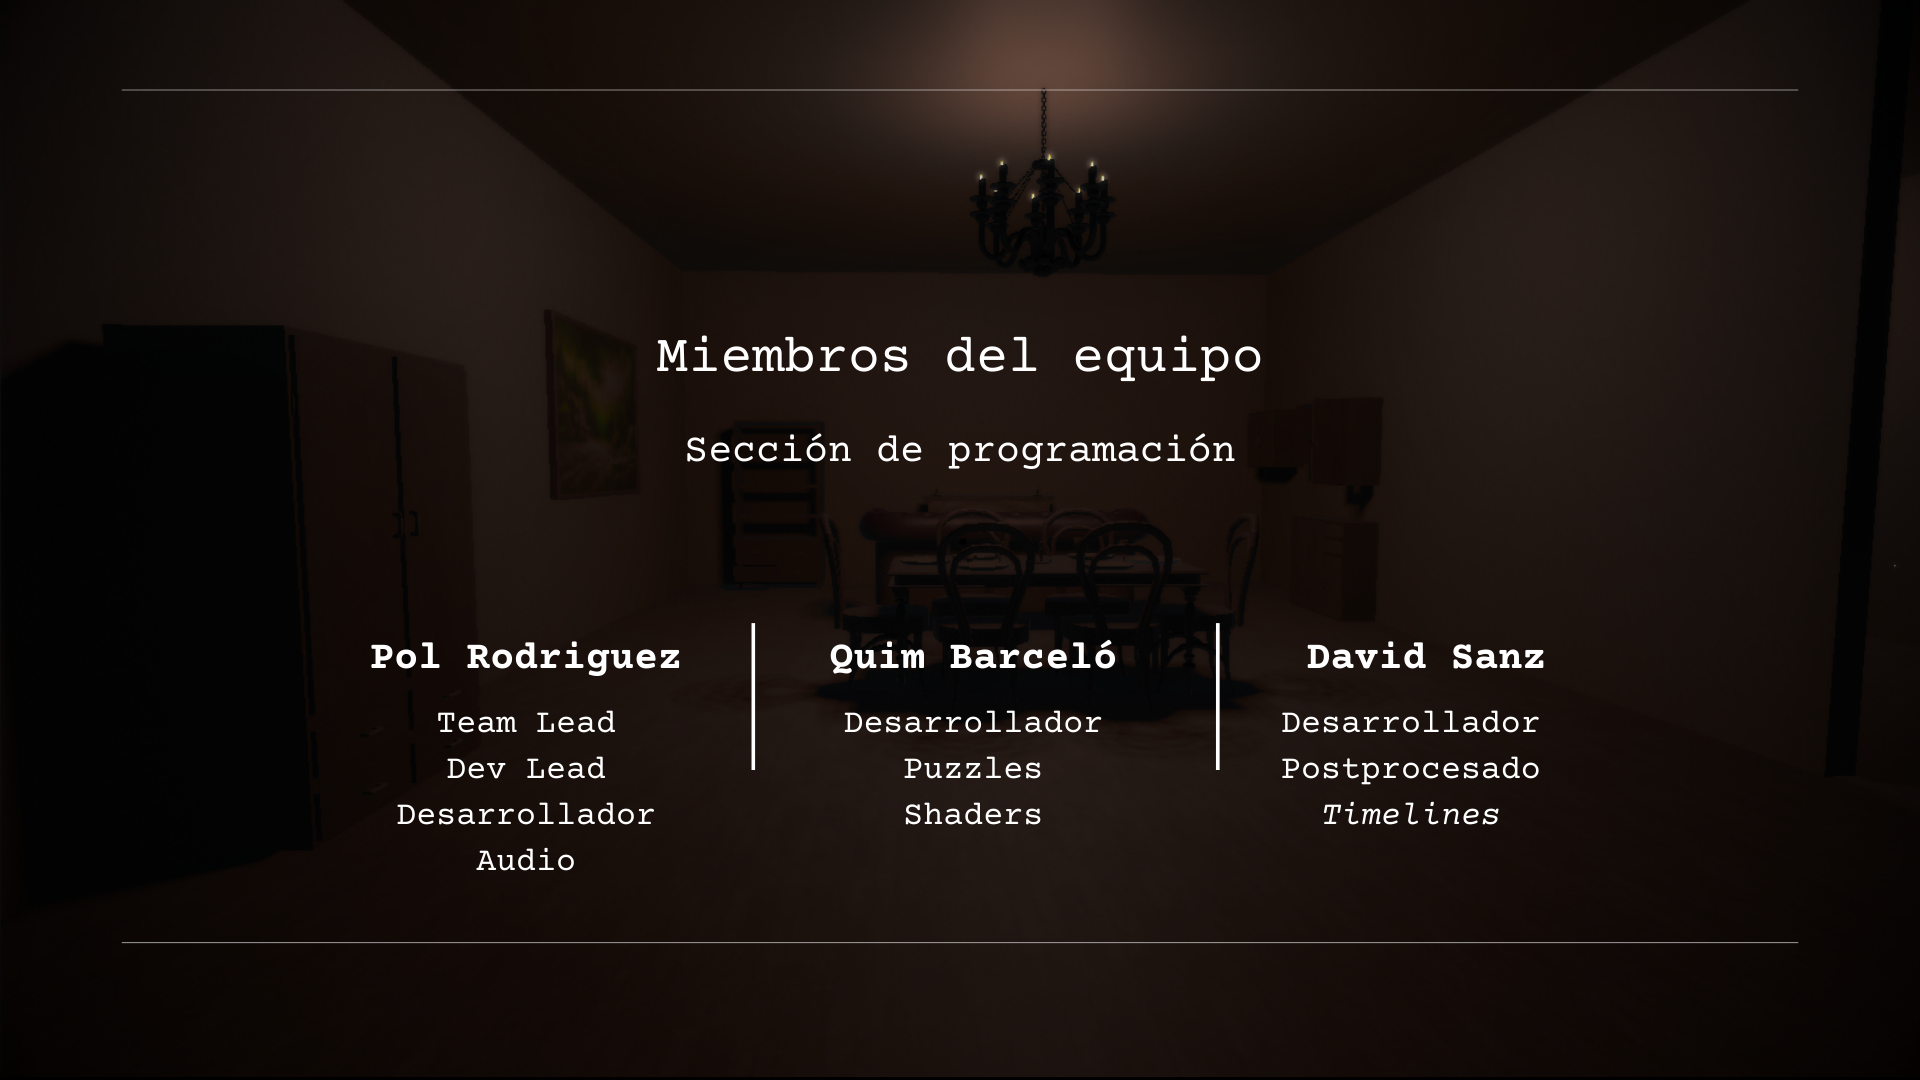 Miembros del equipo
Sección de programación
Pol Rodriguez
Team Lead
Dev Lead
Desarrollador
Audio
Quim Barceló
Desarrollador
Puzzles
Shaders
David Sanz
Desarrollador
Postprocesado
Timelines